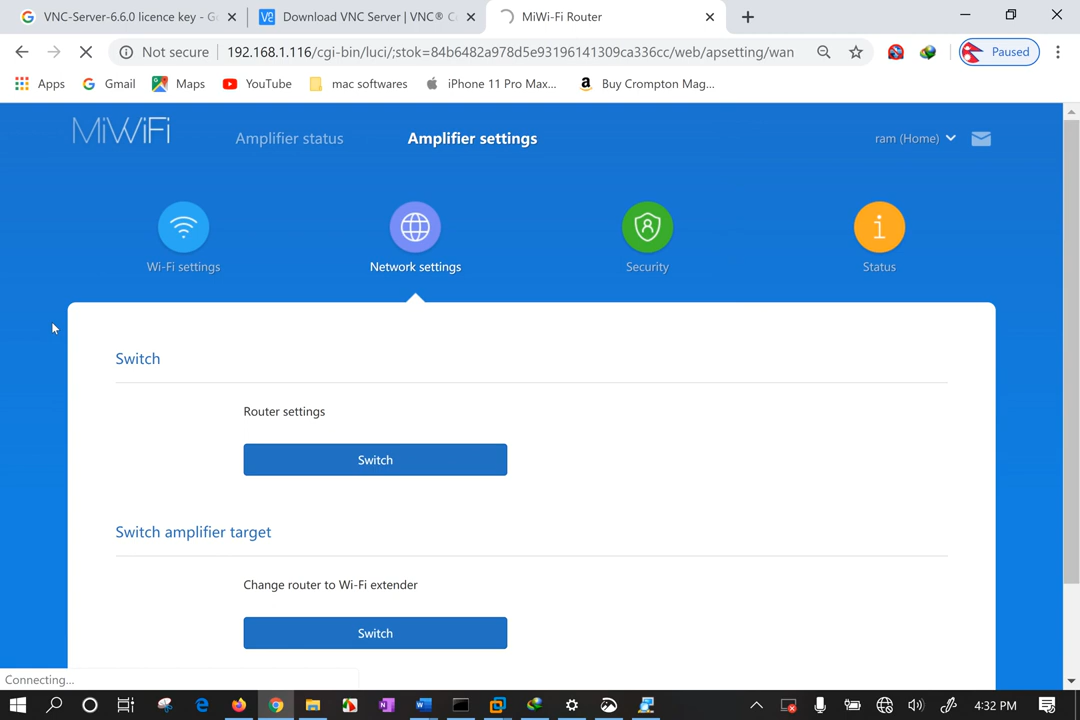 VNC-Server-6.6.0 licence key - G
Download VNC Server | VNC® C
MiWi-Fi Router
Not secure
192.168.1.116/cgi-bin/luci/;stok=84b6482a978d5e93196141309ca336cc/web/apsetting/wan
Paused
Apps
Gmail
Maps
YouTube
mac softwares
iPhone 11 Pro Max...
Buy Crompton Mag...
MiWiFi
Amplifier status
Amplifier settings
ram (Home)
Wi-Fi settings
Network settings
Security
Status
Switch
Router settings
Switch
Switch amplifier target
Change router to Wi-Fi extender
Switch
Connecting...
4:32 PM